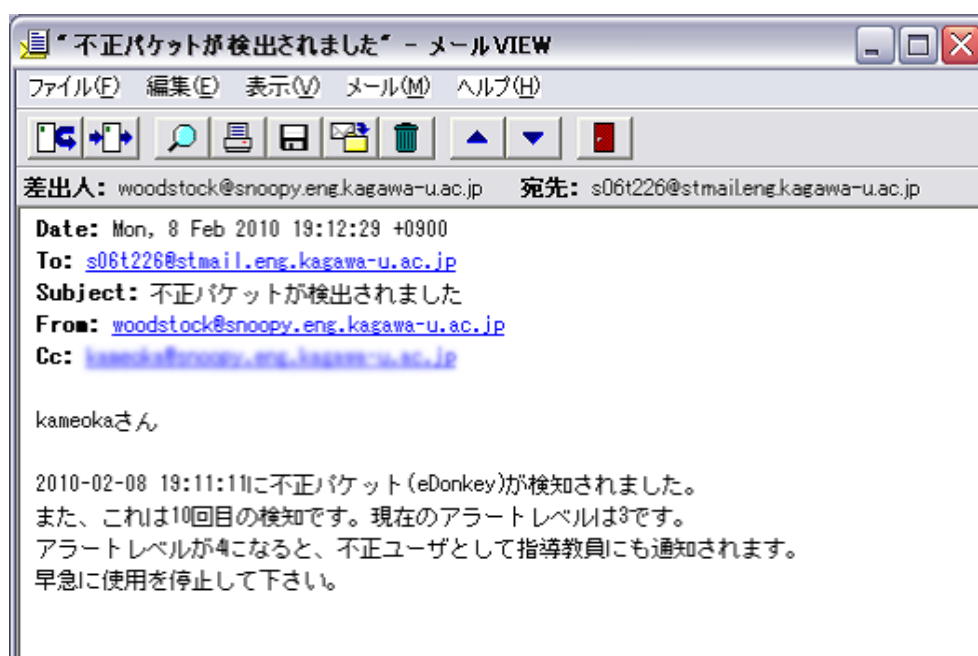 "不正パケットが検出されました" - メールVIEW
ファイル(F) 編集(E) 表示(V) メール(M) ヘルプ(H)
差出人: woodstock@snoopy.eng.kagawa-u.ac.jp 宛先: s06t226@stmail.eng.kagawa-u.ac.jp
Date: Mon, 8 Feb 2010 19:12:29 +0900
To: s06t226@stmail.eng.kagawa-u.ac.jp
Subject: 不正パケットが検出されました
From: woodstock@snoopy.eng.kagawa-u.ac.jp
Cc:
kameokaさん
2010-02-08 19:11:11に不正パケット(eDonkey)が検知されました。
また、これは10回目の検知です。現在のアラートレベルは3です。
アラートレベルが4になると、不正ユーザとして指導教員にも通知されます。
早急に使用を停止して下さい。